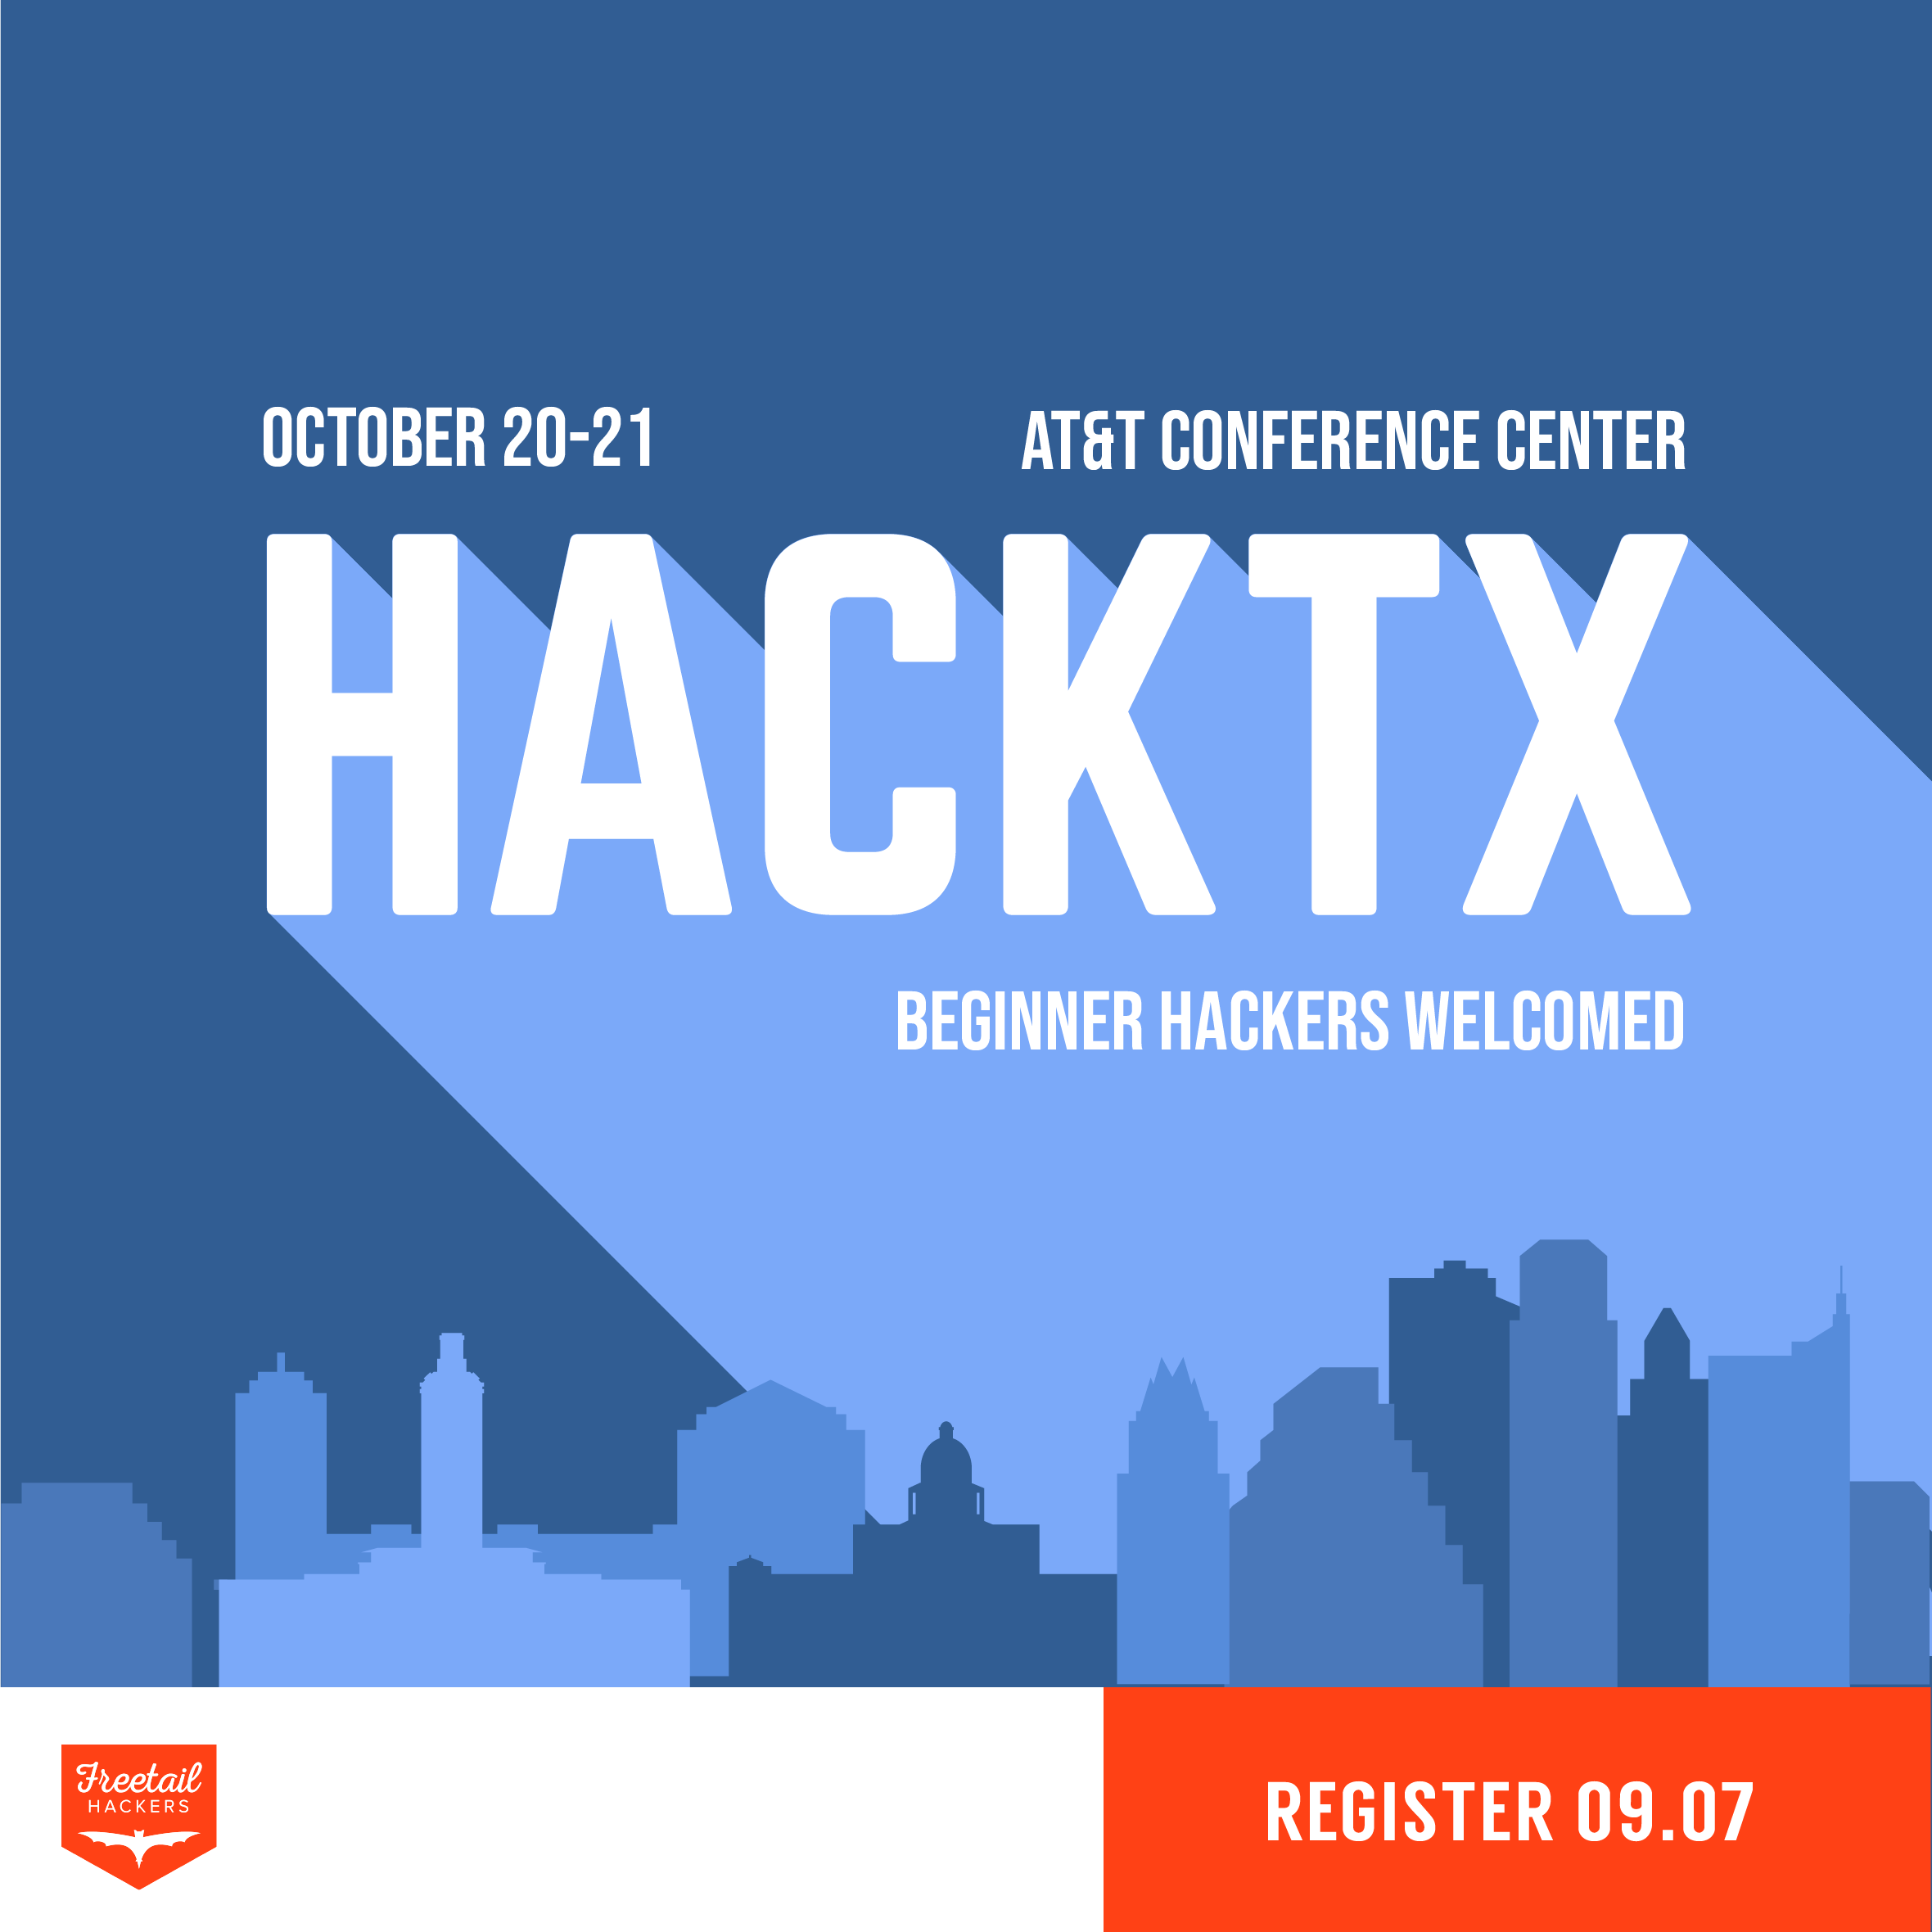 OCTOBER 20-21
AT&T CONFERENCE CENTER
HACKTX
BEGINNER HACKERS WELCOMED
Freetail
HACKERS
REGISTER 09.07